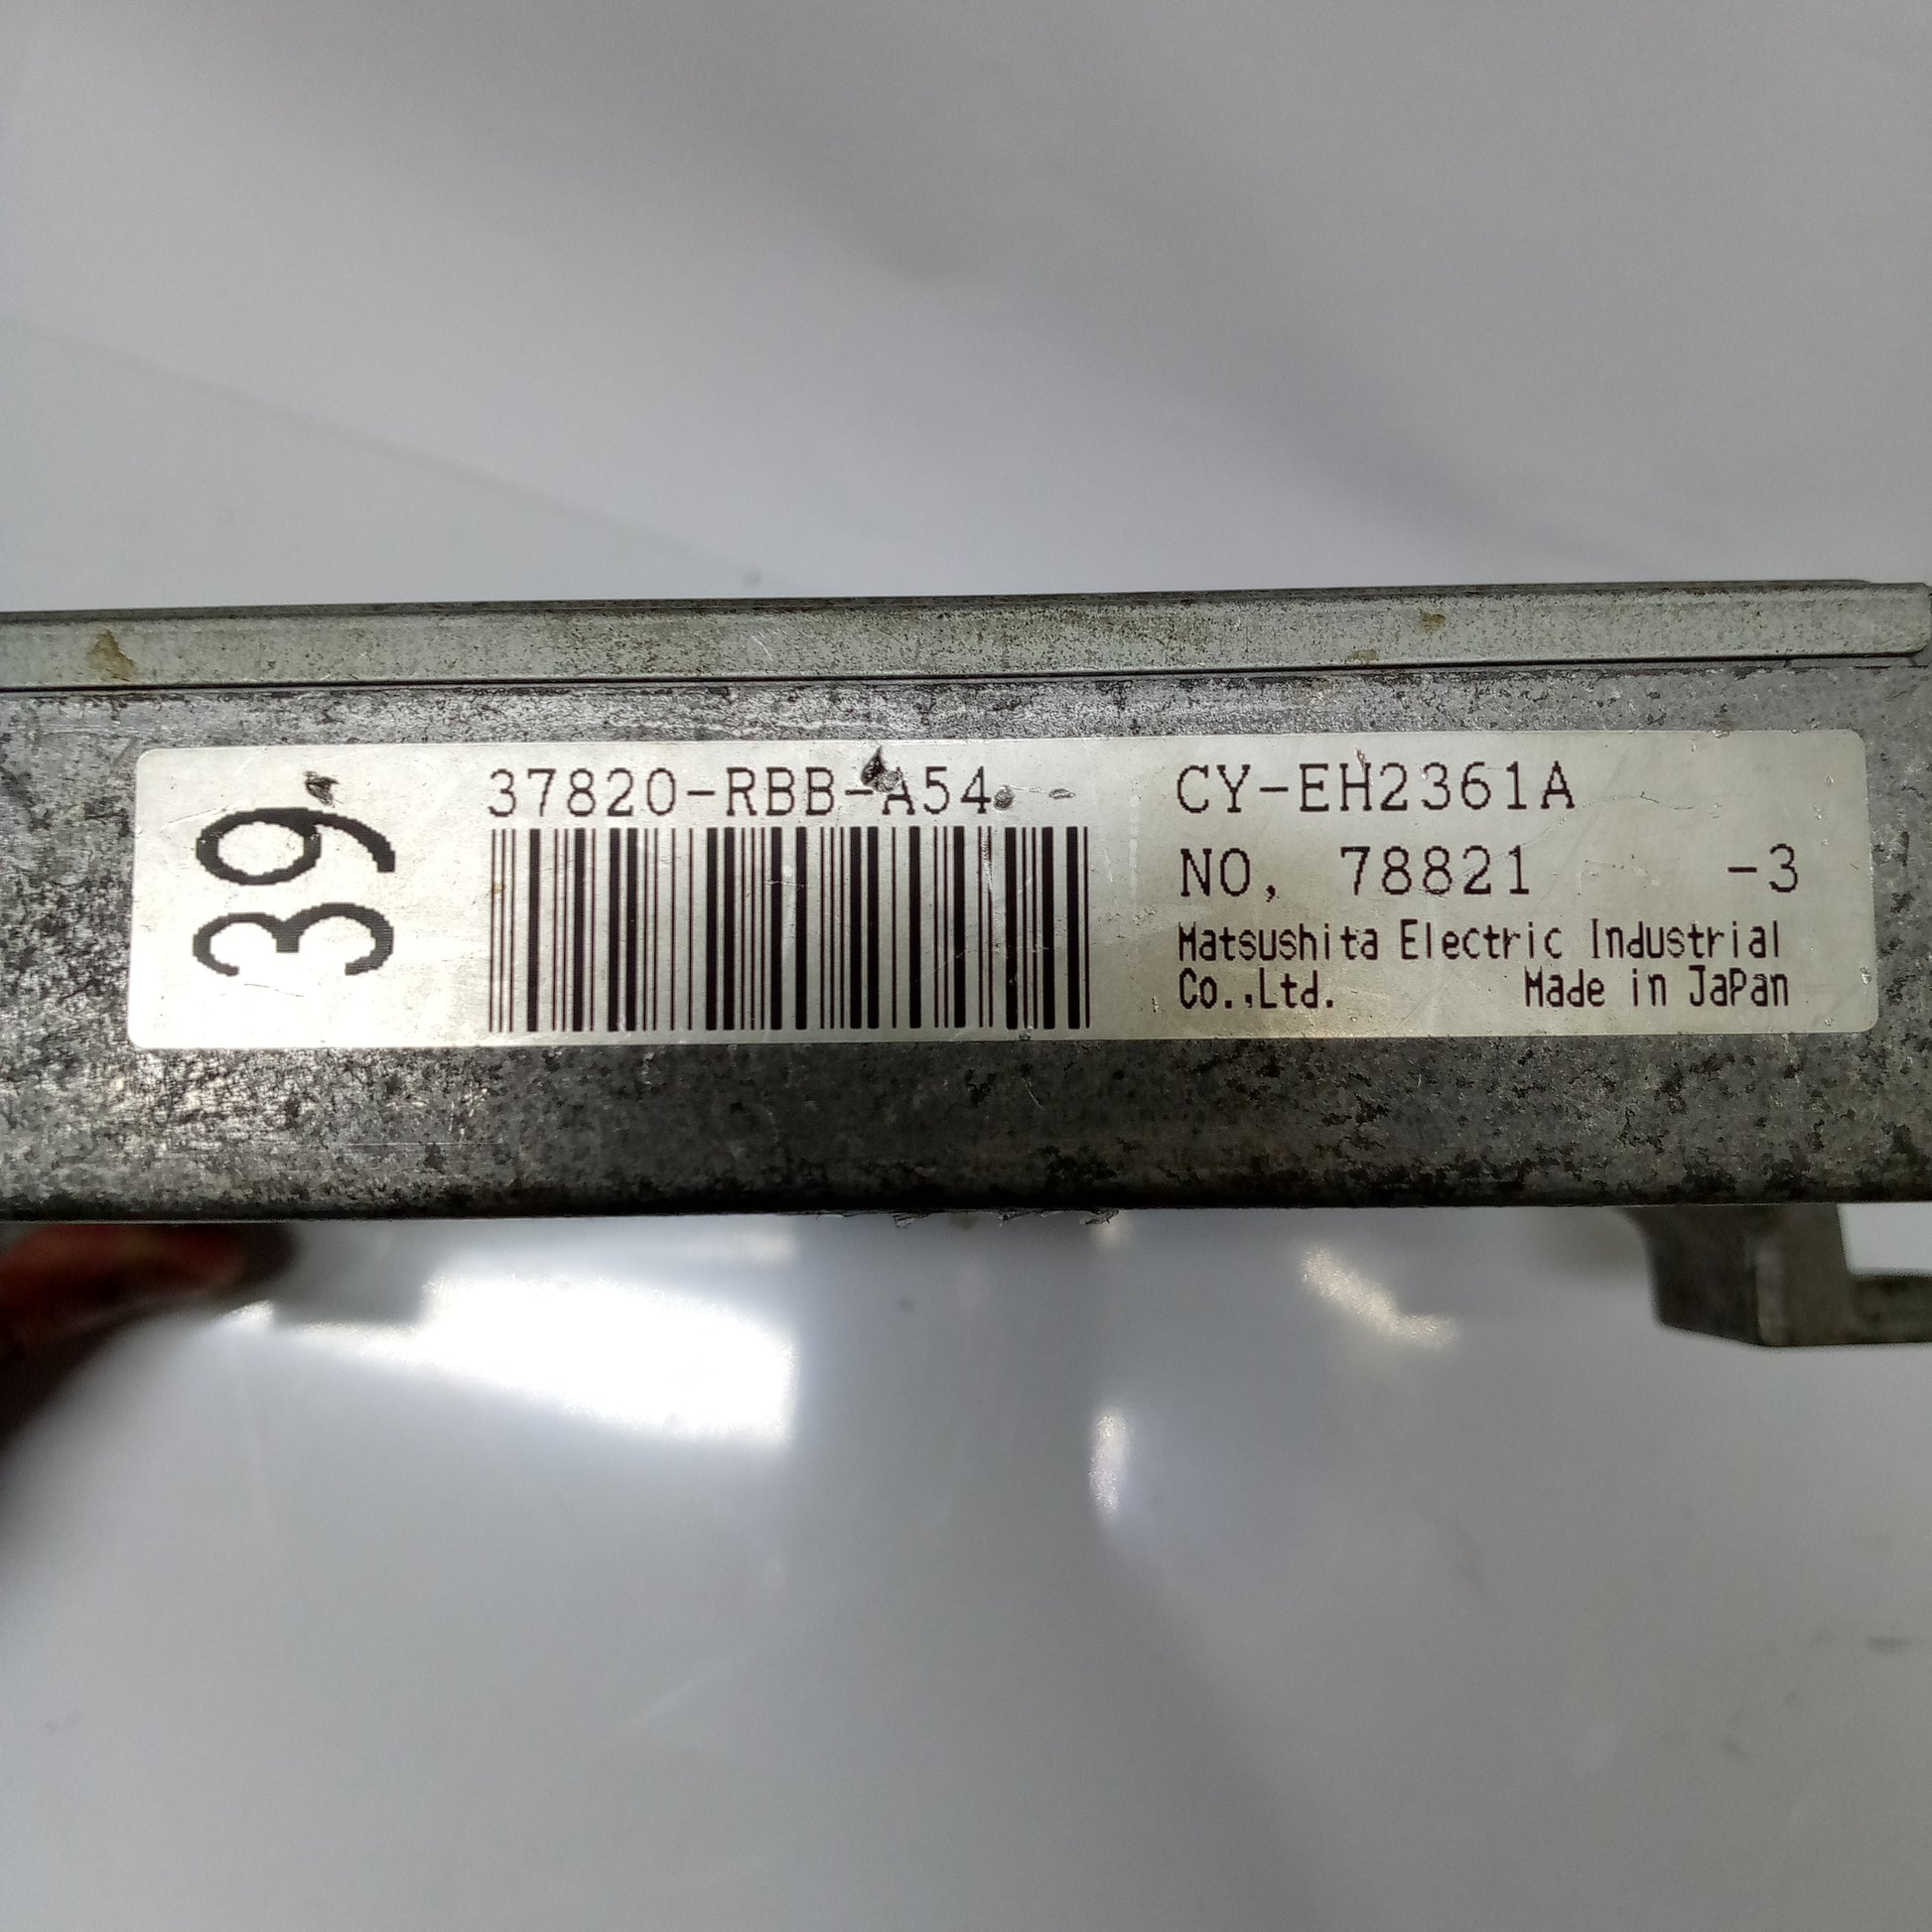 39
37820-RBB-A54
CY-EH2361A
NO, 78821 -3
Matsushita Electric Industrial
Co.,Ltd. Made in JaPan